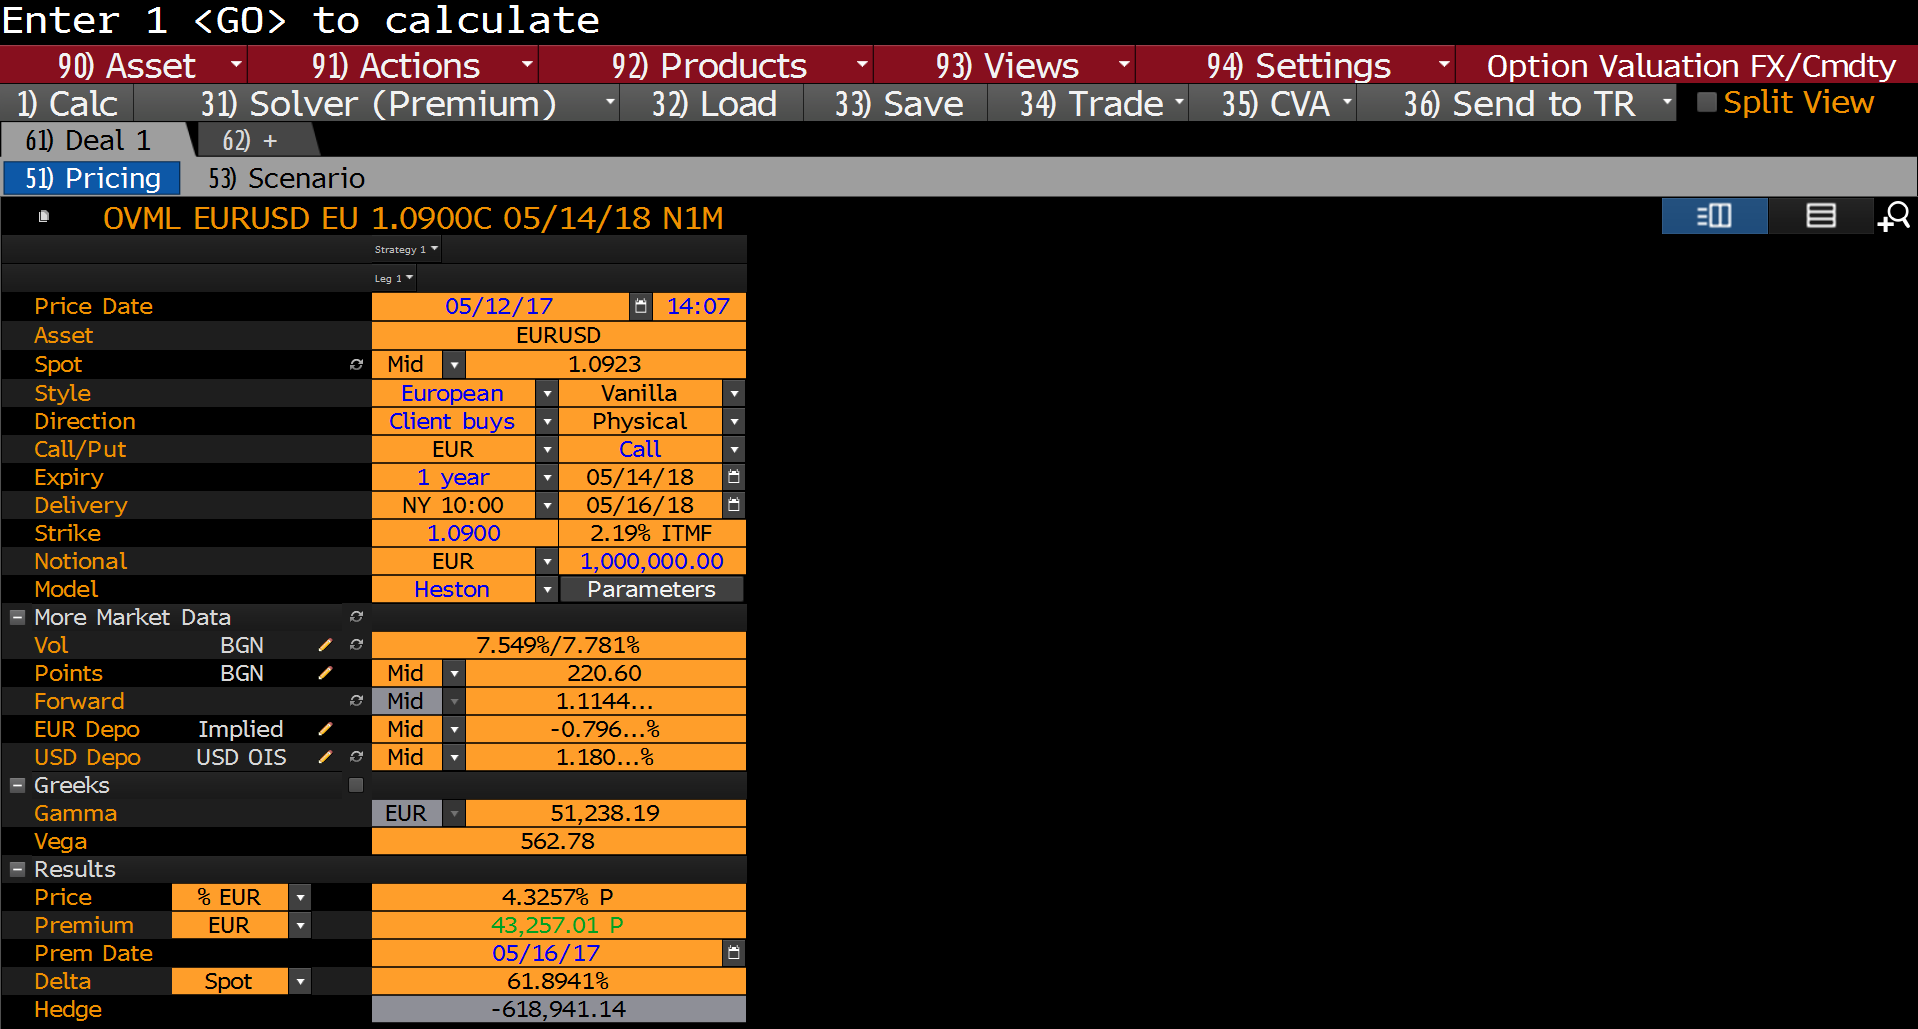 Enter 1 <GO> to calculate
90) Asset 91) Actions 92) Products 93) Views 94) Settings Option Valuation FX/Cmdty
1) Calc 31) Solver (Premium) 32) Load 33) Save 34) Trade 35) CVA 36) Send to TR Split View
61) Deal 1 62) +
51) Pricing 53) Scenario
OVML EURUSD EU 1.0900C 05/14/18 N1M
Strategy 1
Leg 1
Price Date 05/12/17 14:07
Asset EURUSD
Spot Mid 1.0923
Style European Vanilla
Direction Client buys Physical
Call/Put EUR Call
Expiry 1 year 05/14/18
Delivery NY 10:00 05/16/18
Strike 1.0900 2.19% ITMF
Notional EUR 1,000,000.00
Model Heston Parameters
More Market Data
Vol BGN 7.549%/7.781%
Points BGN Mid 220.60
Forward Mid 1.1144...
EUR Depo Implied Mid -0.796...%
USD Depo USD OIS Mid 1.180...%
Greeks
Gamma EUR 51,238.19
Vega 562.78
Results
Price % EUR 4.3257% P
Premium EUR 43,257.01 P
Prem Date 05/16/17
Delta Spot 61.8941%
Hedge -618,941.14